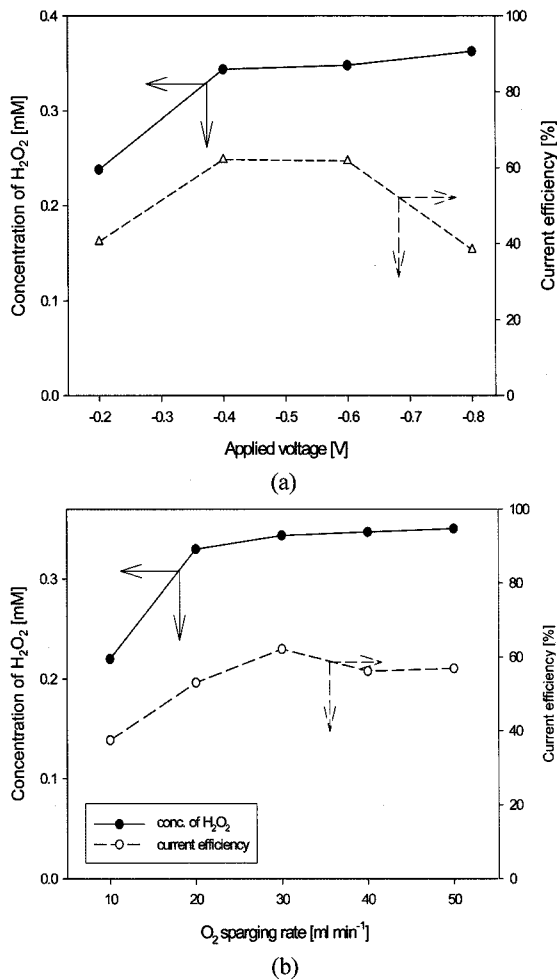 100
0.4
80
0.3
60
0.2
40
0.1
20
0.0
0
Concentration of H₂O₂ [mM]
Current efficiency [%]
-0.2 -0.3 -0.4 -0.5 -0.6 -0.7 -0.8
Applied voltage [V]
(a)
100
0.3
80
0.2
60
40
0.1
20
0.0
0
Concentration of H₂O₂ [mM]
Current efficiency [%]
conc. of H₂O₂
current efficiency
10 20 30 40 50
O₂ sparging rate [ml min⁻¹]
(b)